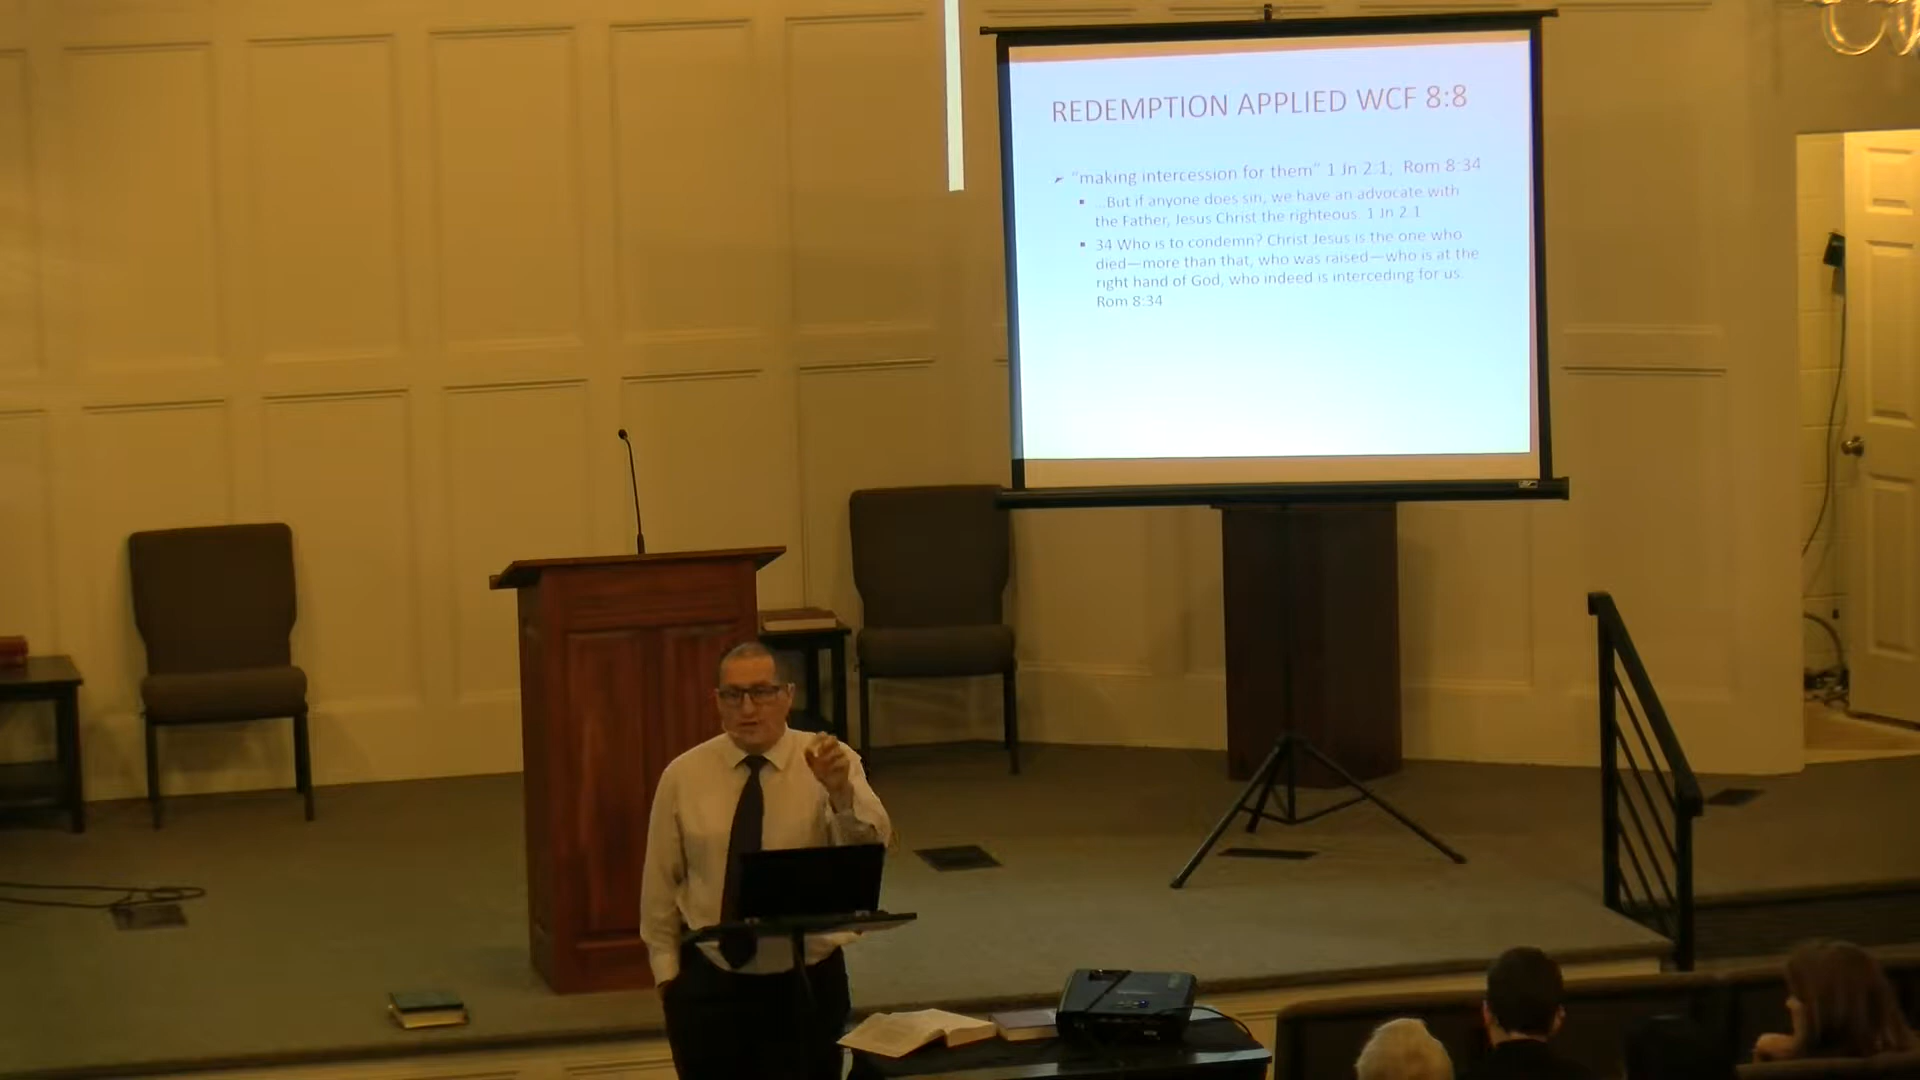 REDEMPTION APPLIED WCF 8:8
"making intercession for them" 1 Jn 2:1; Rom 8:34
...But if anyone does sin, we have an advocate with
the Father, Jesus Christ the righteous. 1 Jn 2:1
34 Who is to condemn? Christ Jesus is the one who
died—more than that, who was raised—who is at the
right hand of God, who indeed is interceding for us.
Rom 8:34